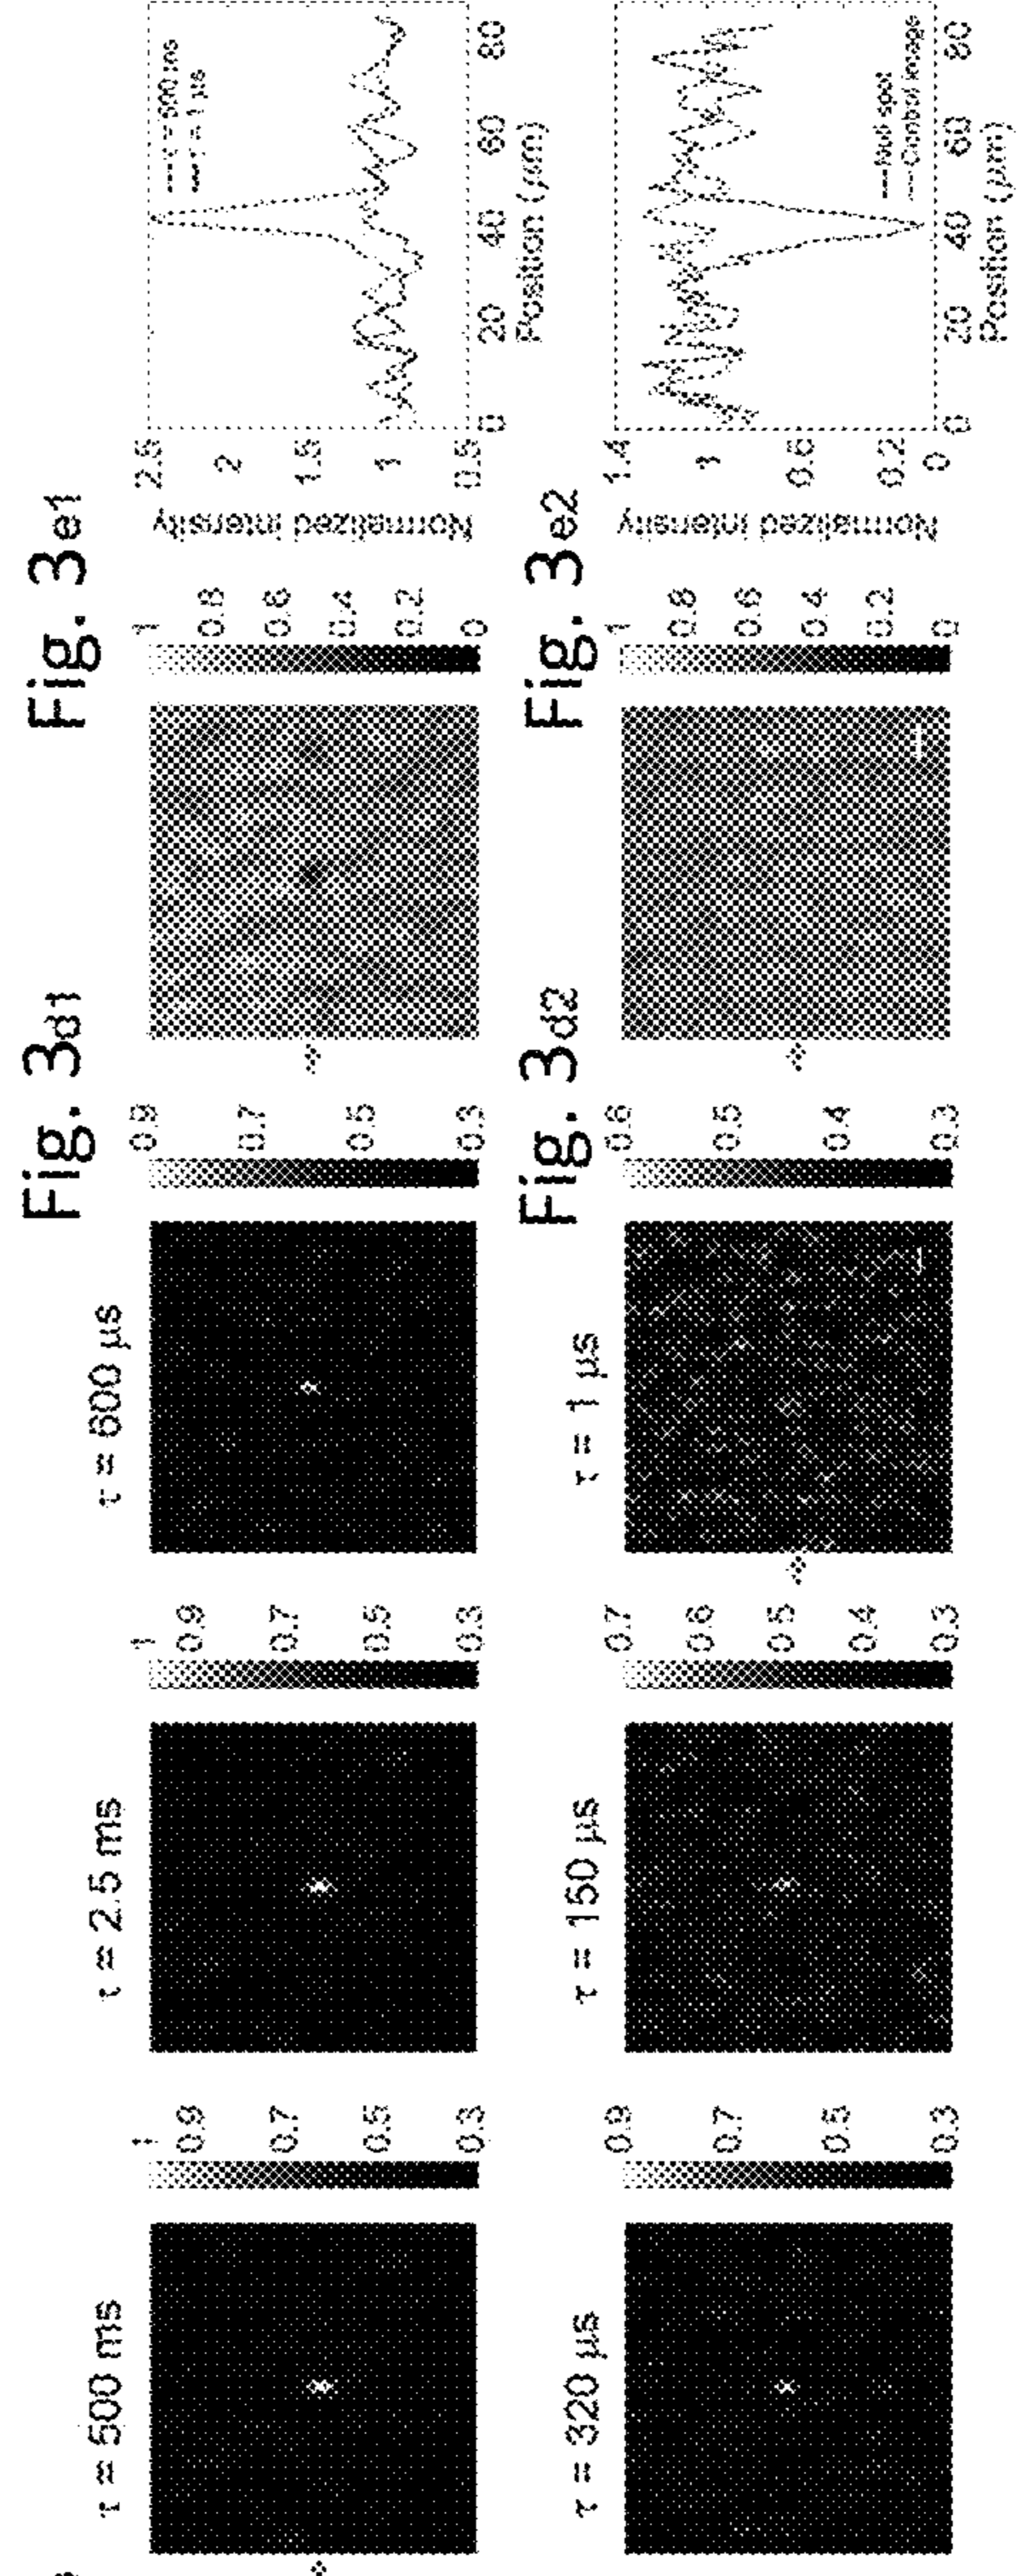 τ = 500 ms
1
0.9
0.7
0.5
0.3
τ = 2.5 ms
1
0.9
0.7
0.5
0.3
τ = 600 µs
0.9
0.7
0.5
0.3
Fig. 3d1
1
0.8
0.6
0.4
0.2
0
Fig. 3e1
Normalized intensity
2.5
2
1.5
1
0.5
τ = 500 ms
τ = 1 µs
0 20 40 60 80
Position (µm)
τ = 320 µs
0.9
0.7
0.5
0.3
τ = 150 µs
0.7
0.6
0.5
0.4
0.3
τ = 1 µs
0.6
0.5
0.4
0.3
Fig. 3d2
1
0.8
0.6
0.4
0.2
0
Fig. 3e2
Normalized intensity
1.4
1
0.6
0.2
0
Null spot
Control image
0 20 40 60 80
Position (µm)